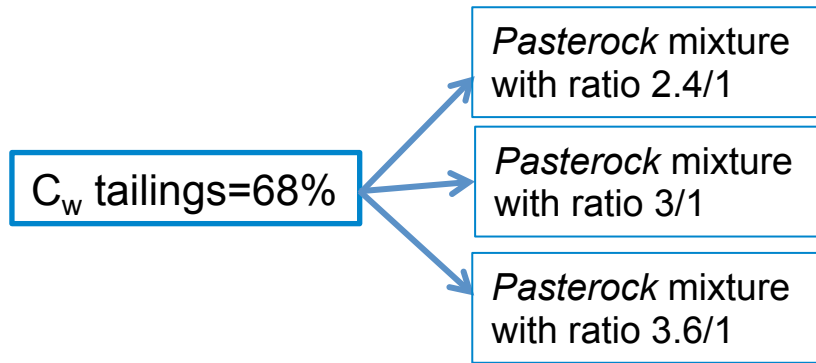 Pasterock mixture
with ratio 2.4/1
C_w tailings=68%
Pasterock mixture
with ratio 3/1
Pasterock mixture
with ratio 3.6/1